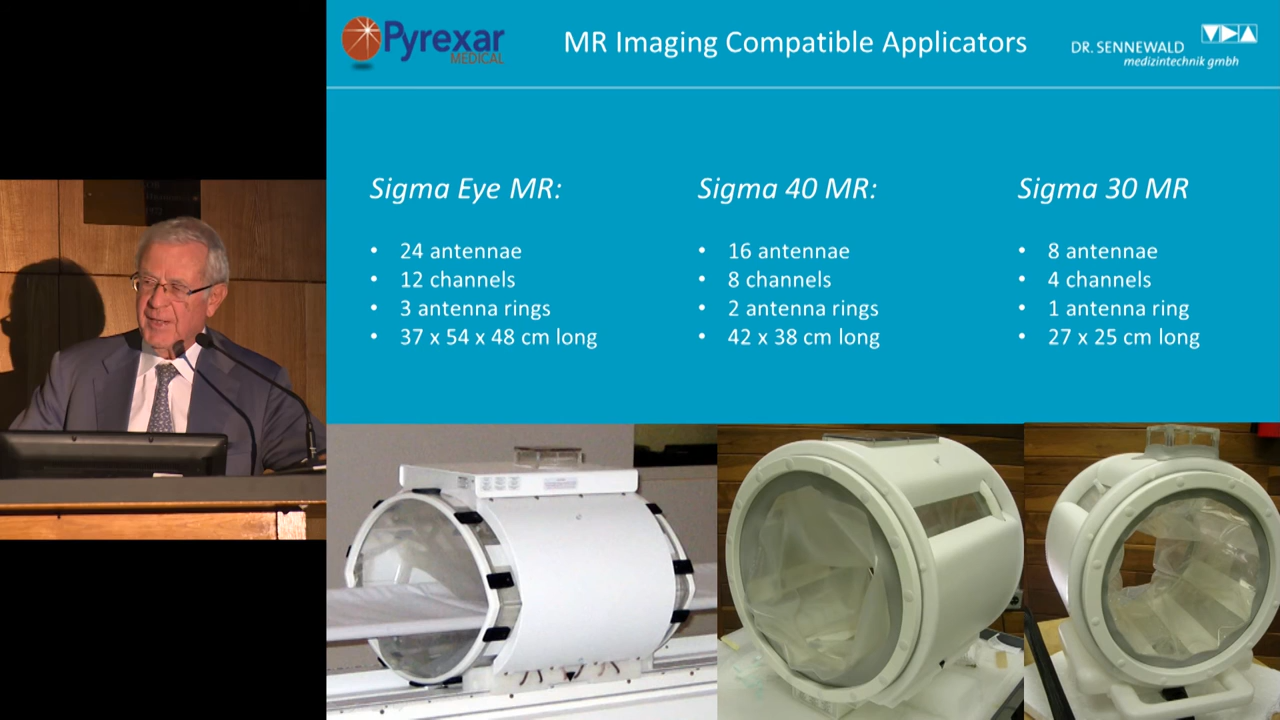 Pyrexar
MEDICAL
MR Imaging Compatible Applicators
DR. SENNEWALD
medizintechnik gmbh
Sigma Eye MR:
• 24 antennae
• 12 channels
• 3 antenna rings
• 37 x 54 x 48 cm long
Sigma 40 MR:
• 16 antennae
• 8 channels
• 2 antenna rings
• 42 x 38 cm long
Sigma 30 MR
• 8 antennae
• 4 channels
• 1 antenna ring
• 27 x 25 cm long